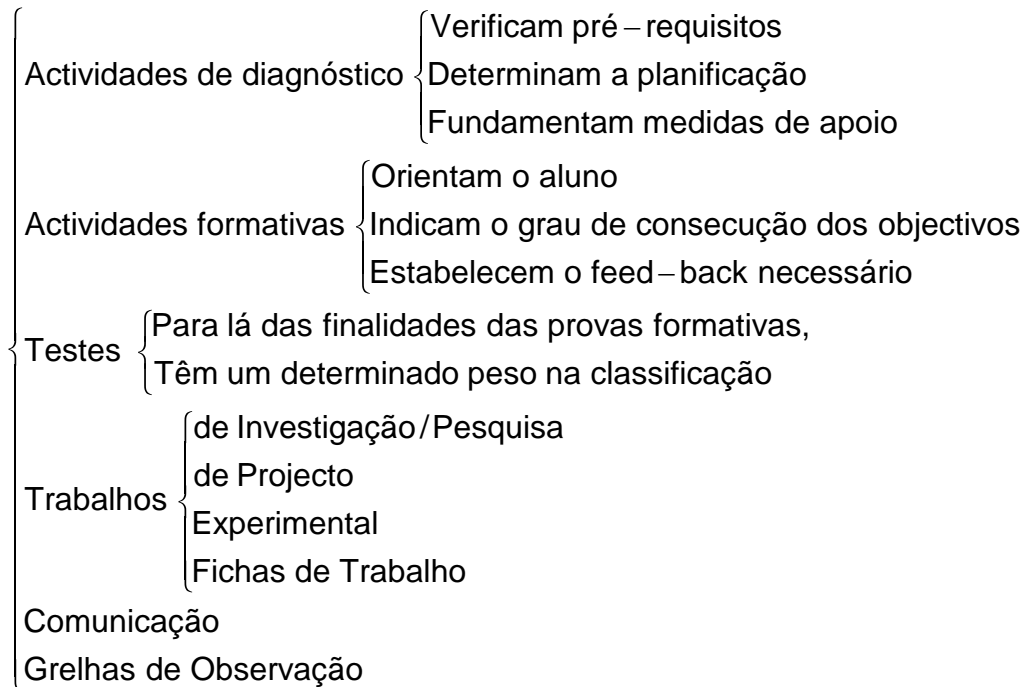 Verificam pré–requisitos
Actividades de diagnóstico
Determinam a planificação
Fundamentam medidas de apoio
Orientam o aluno
Actividades formativas
Indicam o grau de consecução dos objectivos
Estabelecem o feed–back necessário
Testes
Para lá das finalidades das provas formativas,
Têm um determinado peso na classificação
de Investigação/Pesquisa
de Projecto
Trabalhos
Experimental
Fichas de Trabalho
Comunicação
Grelhas de Observação